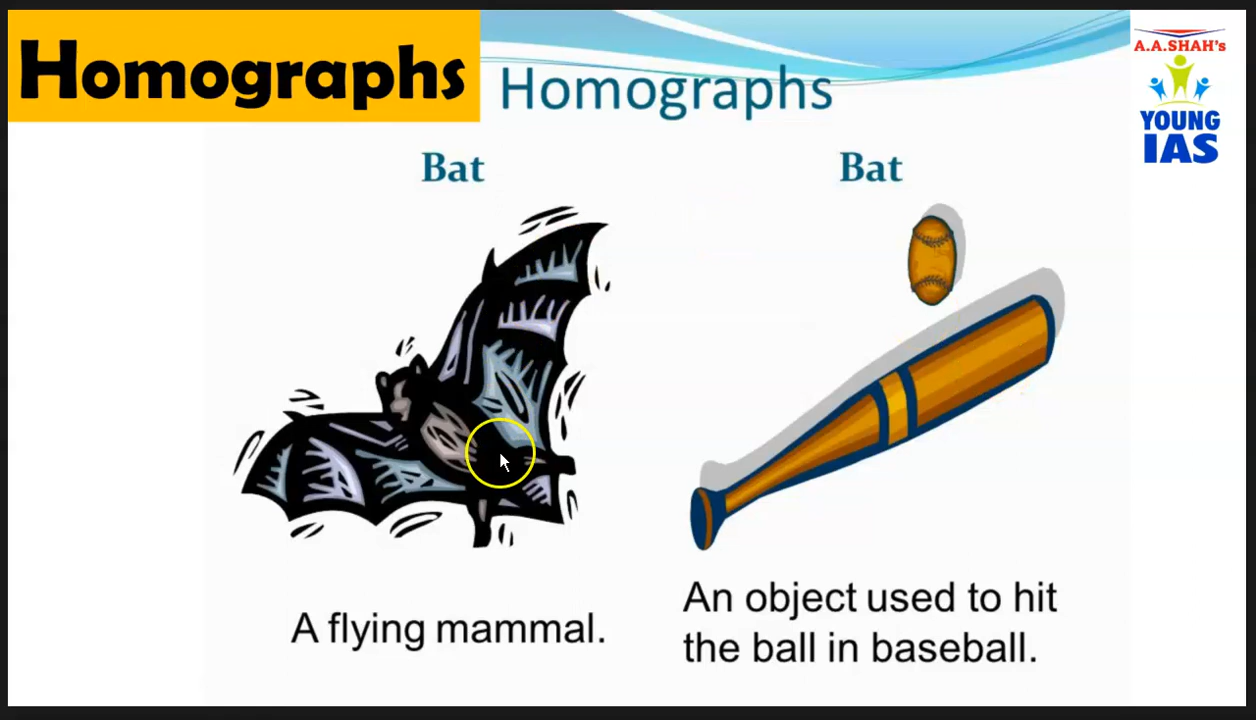 Homographs
Homographs
A.A.SHAH's
YOUNG
IAS
Bat
Bat
A flying mammal.
An object used to hit
the ball in baseball.